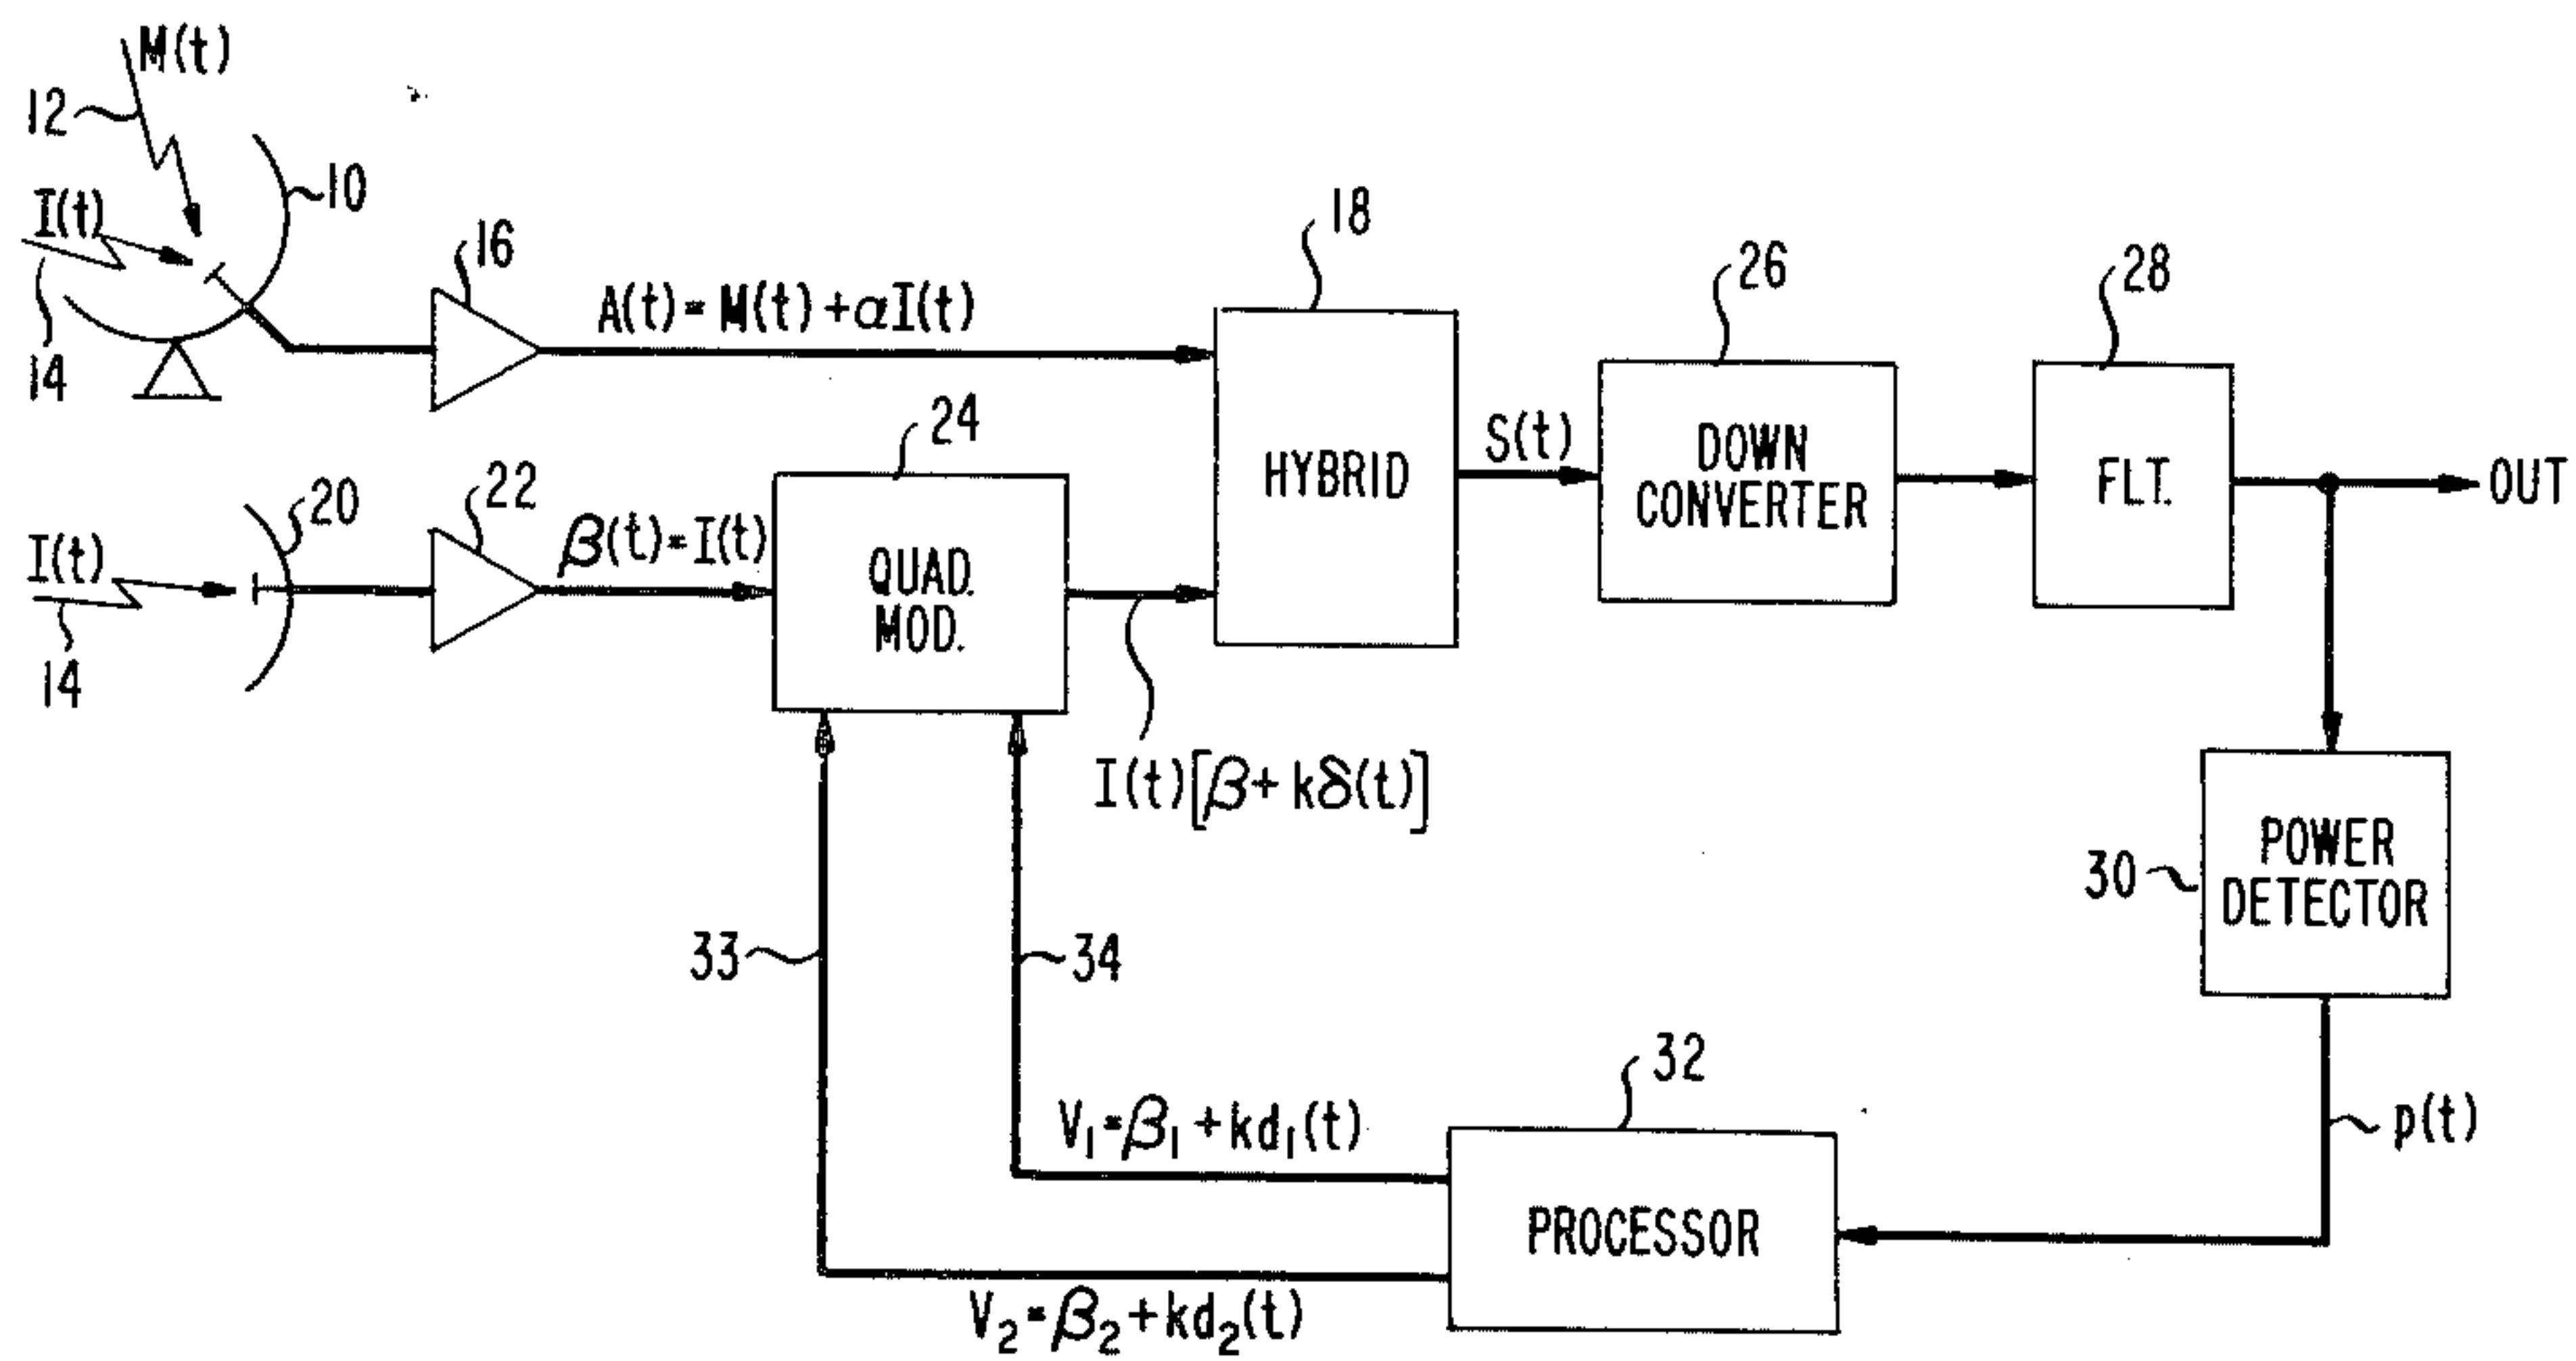 M(t)
12
10
I(t)
14
16
A(t)=M(t)+αI(t)
18
HYBRID
S(t)
26
DOWN
CONVERTER
28
FLT.
OUT
I(t)
14
20
22
β(t)=I(t)
24
QUAD.
MOD.
I(t)[β+kδ(t)]
33
34
30
POWER
DETECTOR
p(t)
32
PROCESSOR
V₁=β₁+kd₁(t)
V₂=β₂+kd₂(t)